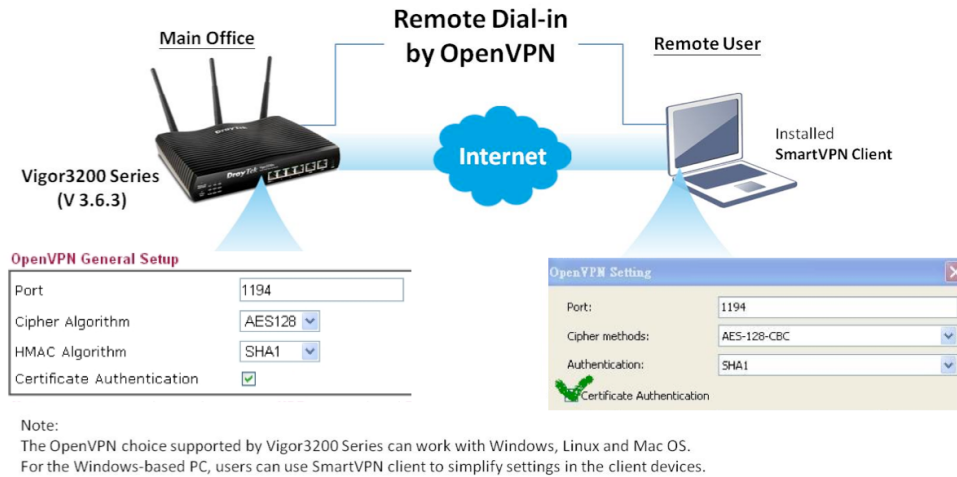 Remote Dial-in
by OpenVPN
Main Office
Remote User
DrayTek
Internet
Installed
SmartVPN Client
Vigor3200 Series
(V 3.6.3)
OpenVPN General Setup
Port 1194
Cipher Algorithm AES128
HMAC Algorithm SHA1
Certificate Authentication
OpenVPN Setting
Port: 1194
Cipher methods: AES-128-CBC
Authentication: SHA1
Certificate Authentication
Note:
The OpenVPN choice supported by Vigor3200 Series can work with Windows, Linux and Mac OS.
For the Windows-based PC, users can use SmartVPN client to simplify settings in the client devices.